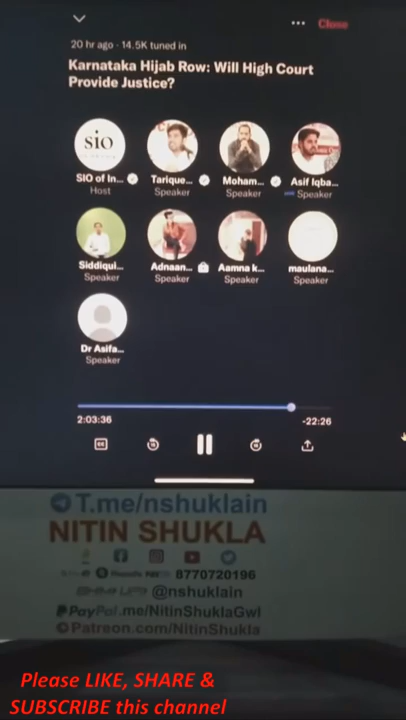 20 hr ago · 14.5K tuned in
Close
Karnataka Hijab Row: Will High Court
Provide Justice?
sio
SIO of In...
Host
Tarique...
Speaker
Moham...
Speaker
Asif Iqba...
Speaker
Siddiqui...
Speaker
Adnaan...
Speaker
Aamna k...
Speaker
maulana...
Speaker
Dr Asifa...
Speaker
2:03:36
-22:26
CC
T.me/nshuklain
NITIN SHUKLA
8770720196
@nshuklain
PayPal.me/NitinShuklaGwl
Patreon.com/NitinShukla
Please LIKE, SHARE &
SUBSCRIBE this channel